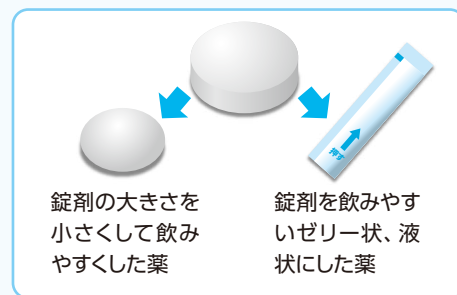 押す
錠剤の大きさを
小さくして飲み
やすくした薬
錠剤を飲みやす
いゼリー状、液
状にした薬